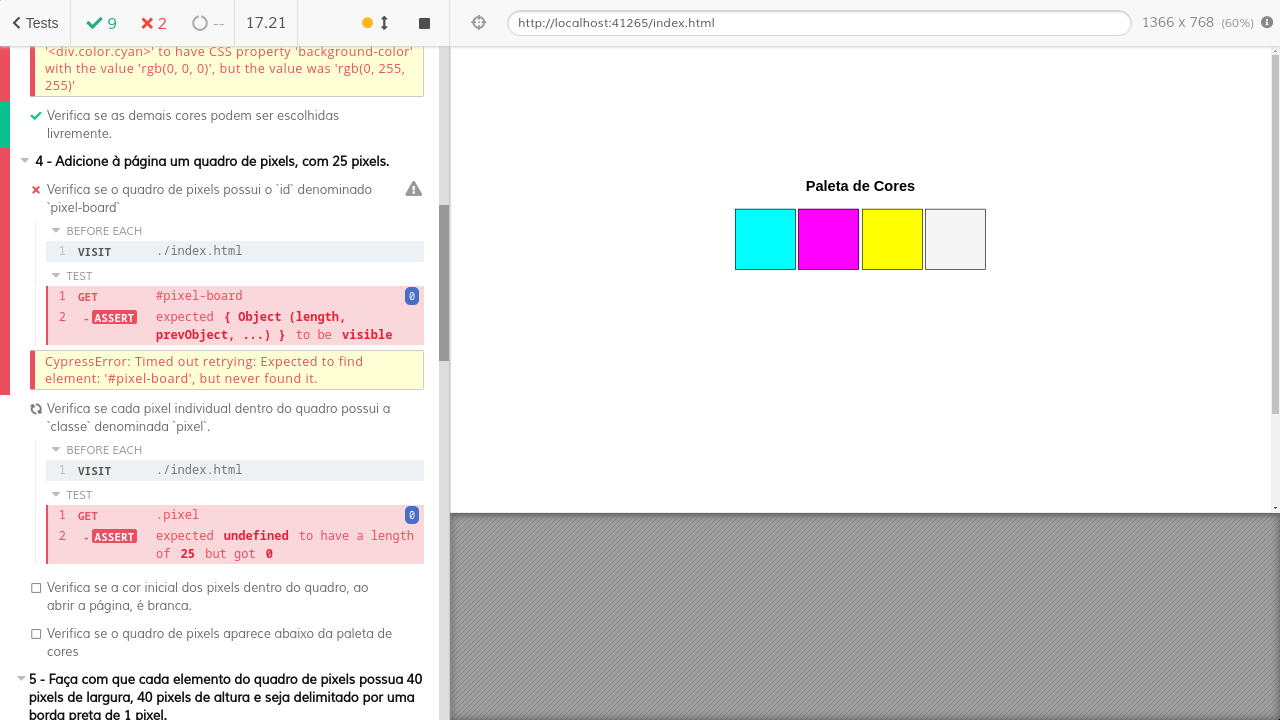 Tests
9
2
--
17.21
http://localhost:41265/index.html
1366 x 768 (60%)
'<div.color.cyan>' to have CSS property 'background-color'
with the value 'rgb(0, 0, 0)', but the value was 'rgb(0, 255,
255)'
Verifica se as demais cores podem ser escolhidas
livremente.
4 - Adicione à página um quadro de pixels, com 25 pixels.
Verifica se o quadro de pixels possui o `id` denominado
`pixel-board`
BEFORE EACH
1 VISIT ./index.html
TEST
1 GET #pixel-board 0
2 - ASSERT expected { Object (length,
prevObject, ...) } to be visible
CypressError: Timed out retrying: Expected to find
element: '#pixel-board', but never found it.
Verifica se cada pixel individual dentro do quadro possui a
`classe` denominada `pixel`.
BEFORE EACH
1 VISIT ./index.html
TEST
1 GET .pixel 0
2 - ASSERT expected undefined to have a length
of 25 but got 0
Verifica se a cor inicial dos pixels dentro do quadro, ao
abrir a página, é branca.
Verifica se o quadro de pixels aparece abaixo da paleta de
cores
5 - Faça com que cada elemento do quadro de pixels possua 40
pixels de largura, 40 pixels de altura e seja delimitado por uma
borda preta de 1 pixel.
Paleta de Cores